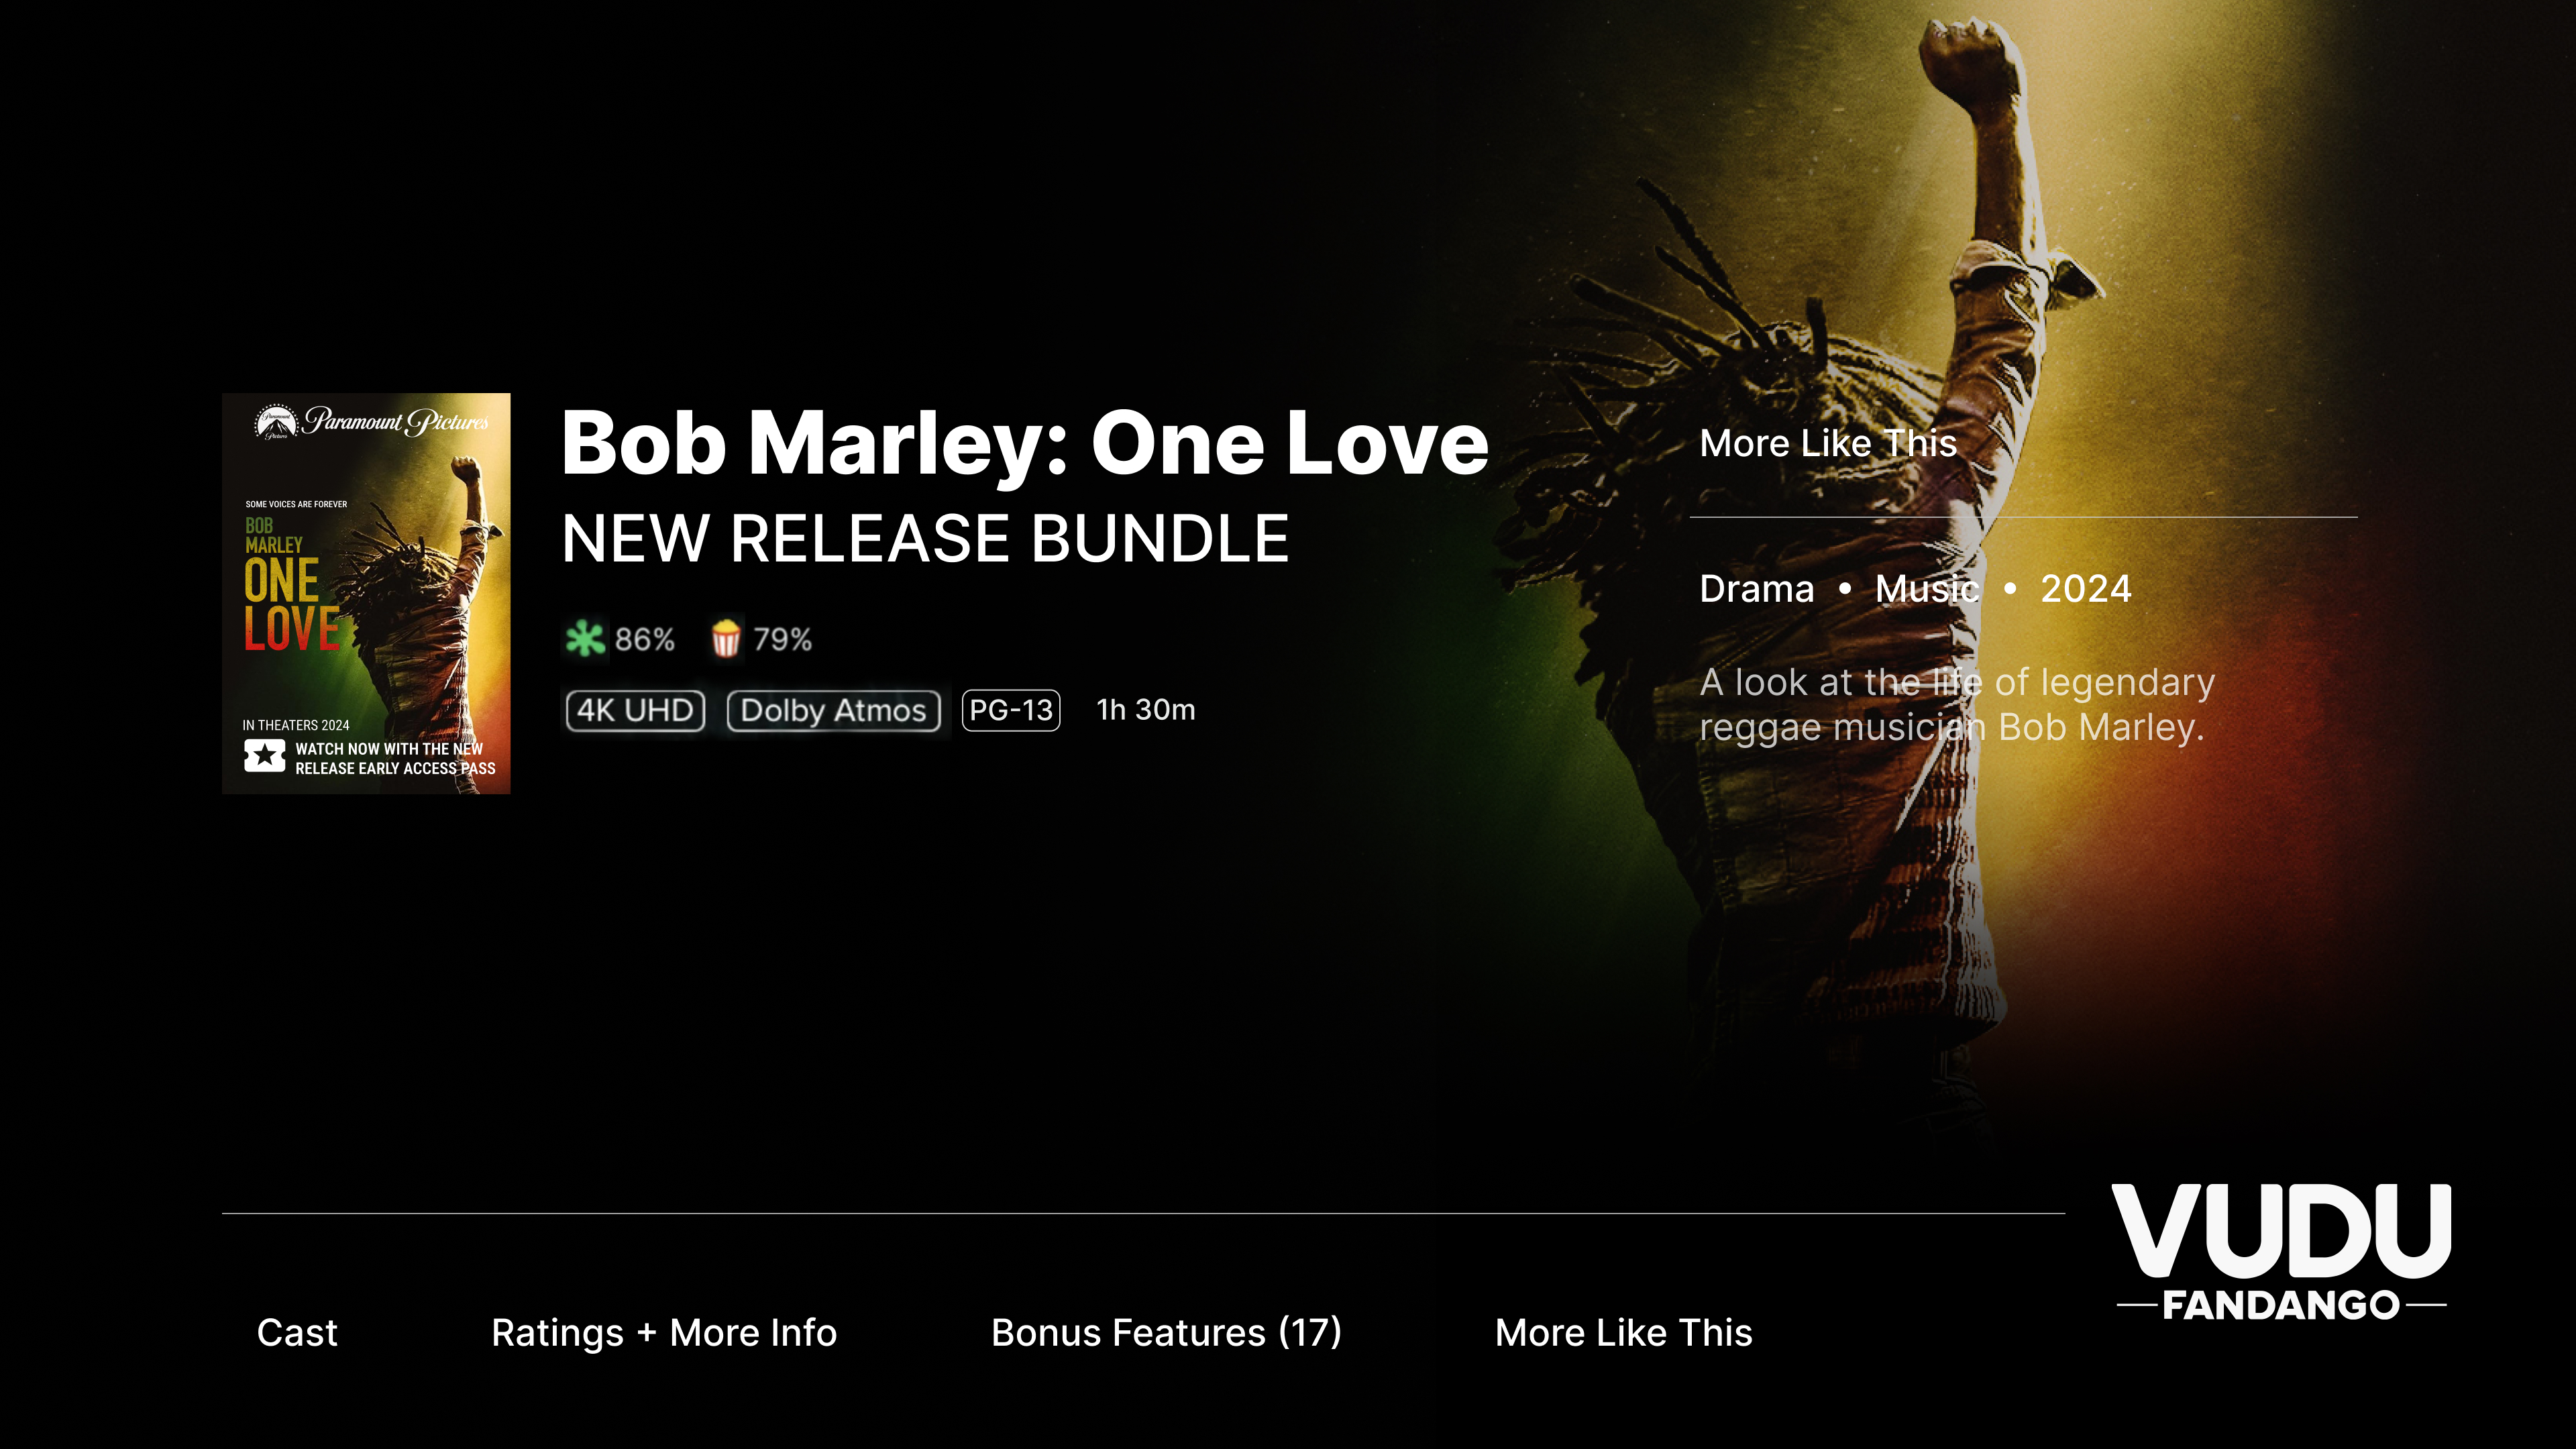 Paramount Pictures
Paramount Pictures
SOME VOICES ARE FOREVER
BOB
MARLEY
ONE
LOVE
IN THEATERS 2024
WATCH NOW WITH THE NEW
RELEASE EARLY ACCESS PASS
Bob Marley: One Love
NEW RELEASE BUNDLE
86% 79%
4K UHD Dolby Atmos PG-13 1h 30m
More Like This
Drama • Music • 2024
A look at the life of legendary
reggae musician Bob Marley.
VUDU
FANDANGO
Cast Ratings + More Info Bonus Features (17) More Like This